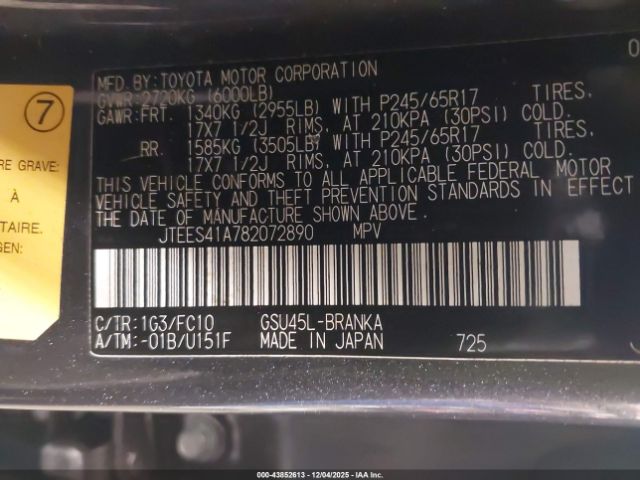 0
MFD. BY: TOYOTA MOTOR CORPORATION
GVWR: 2720KG (6000LB)
GAWR: FRT. 1340KG (2955LB) WITH P245/65R17 TIRES,
17X7 1/2J RIMS, AT 210KPA (30PSI) COLD.
RR. 1585KG (3505LB) WITH P245/65R17 TIRES,
17X7 1/2J RIMS, AT 210KPA (30PSI) COLD.
THIS VEHICLE CONFORMS TO ALL APPLICABLE FEDERAL MOTOR
VEHICLE SAFETY AND THEFT PREVENTION STANDARDS IN EFFECT
THE DATE OF MANUFACTURE SHOWN ABOVE.
JTEES41A782072890 MPV
C/TR: 1G3/FC10 GSU45L-BRANKA
A/TM: -01B/U151F MADE IN JAPAN 725
7
RE GRAVE:
À
TAIRE.
GEN:
000-43852613 - 12/04/2025 - IAAI.COM